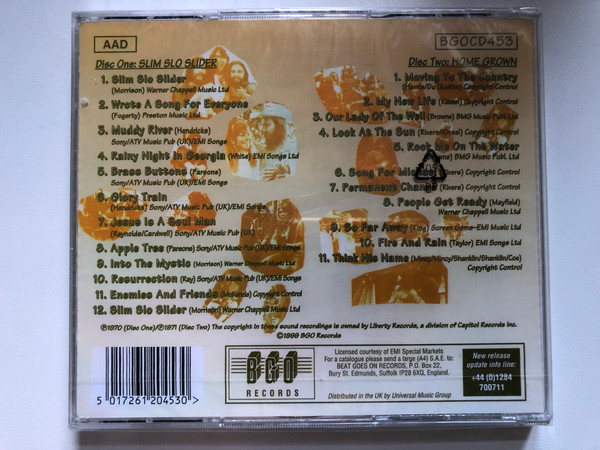 AAD
BGOCD453
Disc One: SLIM SLO SLIDER
1. Slim Slo Slider
(Morrison) Warner Chappell Music Ltd
2. Wrote A Song For Everyone
(Fogerty) Preston Music Ltd
3. Muddy River (Hendricks)
Sony/ATV Music Pub (UK)/EMI Songs
4. Rainy Night In Georgia (White) EMI Songs Ltd
5. Brass Buttons (Parsons)
Sony/ATV Music Pub (UK)/EMI Songs
6. Glory Train
(Hendricks) Sony/ATV Music Pub (UK)/EMI Songs
7. Jesus Is A Soul Man
(Reynolds/Cardwell) Sony/ATV Music Pub (UK)
8. Apple Tree (Parsons) Sony/ATV Music Pub (UK)/EMI Songs
9. Into The Mystic (Morrison) Warner Chappell Music Ltd
10. Resurrection (Ray) Sony/ATV Music Pub (UK)/EMI Songs
11. Enemies And Friends (McKenzie) Copyright Control
12. Slim Slo Slider (Morrison) Warner Chappell Music Ltd
Disc Two: HOME GROWN
1. Moving To The Country
Copyright Control
2. My New Life (Kinsel) Copyright Control
3. Our Lady Of The Well (Browne) BMG Music Pub. Ltd
4. Look At The Sun (Rivers/Kinsel) Copyright Control
5. Rock Me On The Water
BMG Music Pub.Ltd
6. Song For (Rivers) Copyright Control
7. Permanent Change (Rivers) Copyright Control
8. People Get Ready (Mayfield)
Warner Chappell Music Ltd
9. So Far Away (King) Screen Gems-EMI Music Ltd
10. Fire And Rain (Taylor) EMI Songs Ltd
11. Think His Name
Copyright Control
℗1970 (Disc One)/℗1971 (Disc Two) The copyright in these sound recordings is owned by Liberty Records, a division of Capitol Records Inc.
©1999 BGO Records
5 017261 204530 >
BGO
RECORDS
Licensed courtesy of EMI Special Markets
For a catalogue please send a large (A4) S.A.E. to:
BEAT GOES ON RECORDS, P.O. Box 22,
Bury St. Edmunds, Suffolk IP28 6XQ, England.
Distributed in the UK by Universal Music Group
New release
update info line:
+44 (0)1284
700711